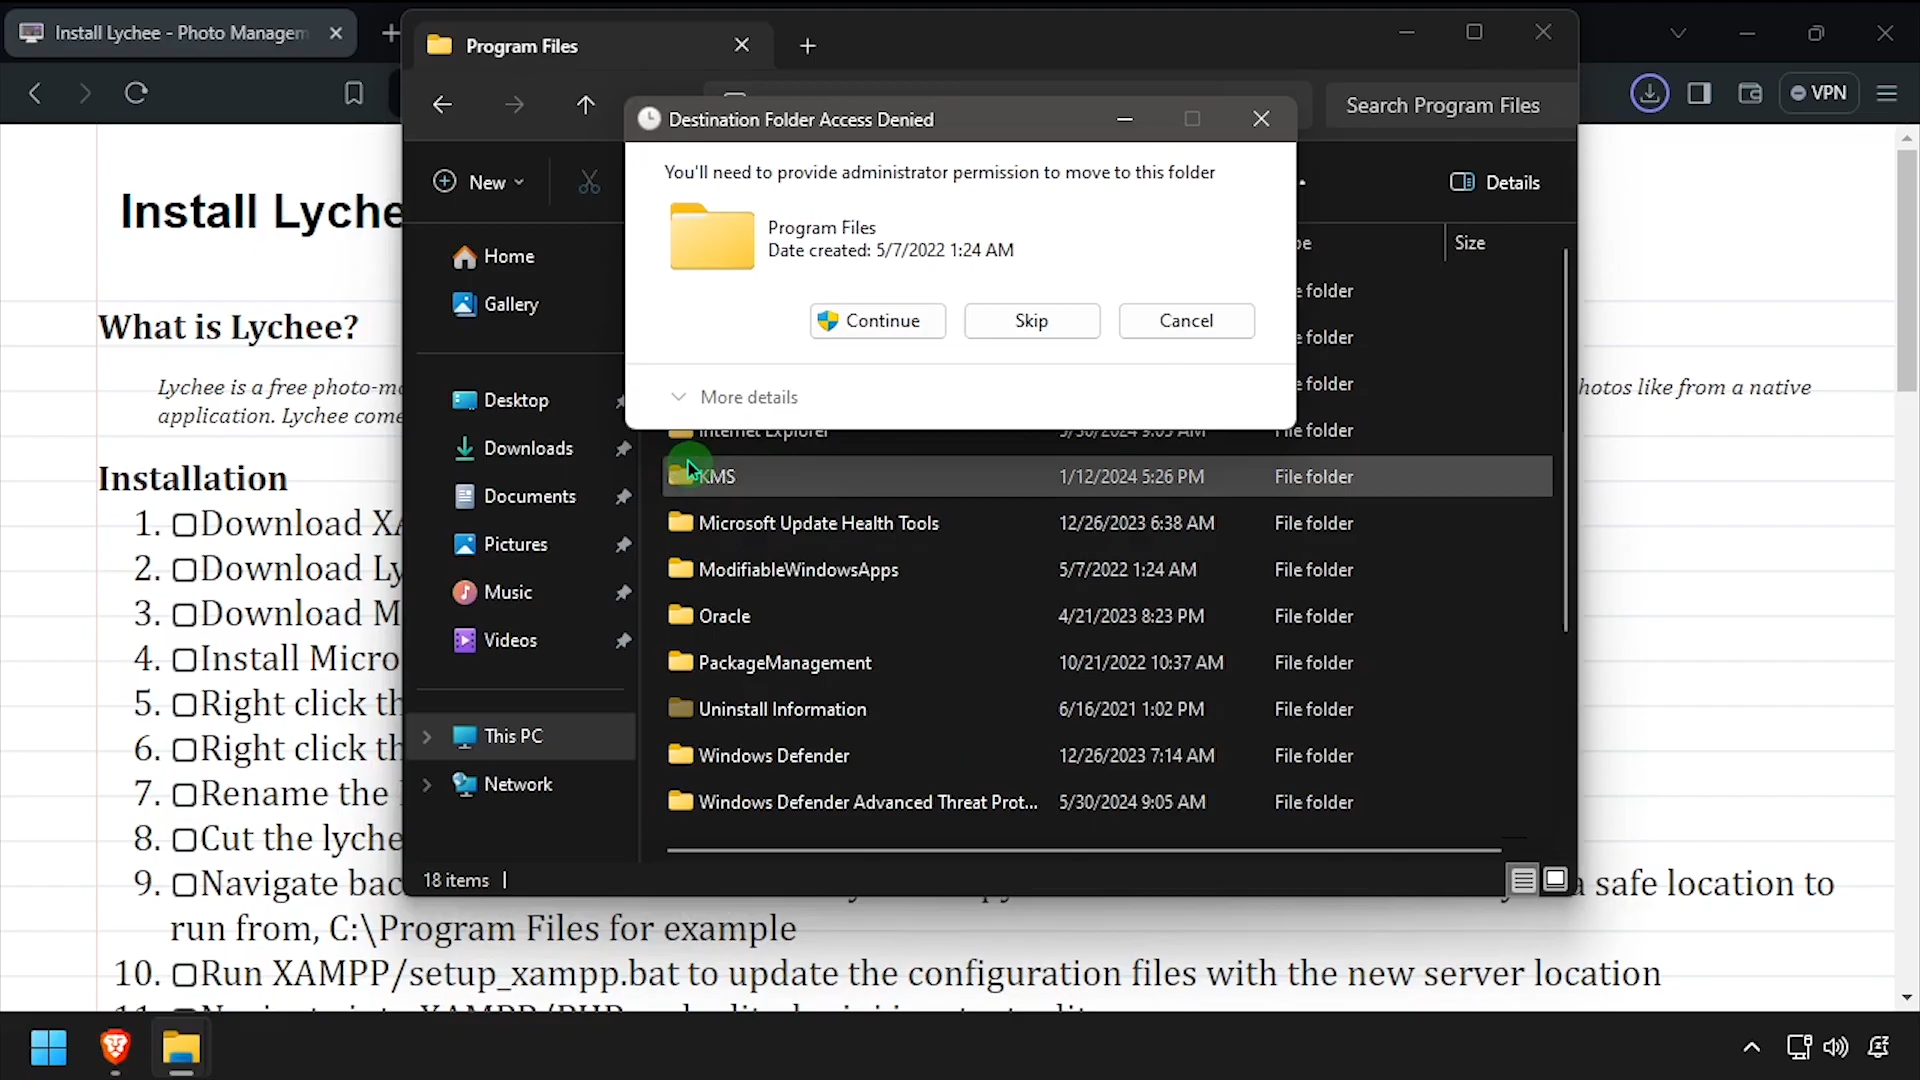 Install Lychee - Photo Managem
Program Files
VPN
Search Program Files
Destination Folder Access Denied
You'll need to provide administrator permission to move to this folder
Program Files
Date created: 5/7/2022 1:24 AM
Continue Skip Cancel
More details
New
Details
Size
Home
Gallery
Desktop
Downloads
Documents
Pictures
Music
Videos
This PC
Network
folder
folder
folder
Internet Explorer 5/30/2024 9:05 AM File folder
KMS 1/12/2024 5:26 PM File folder
Microsoft Update Health Tools 12/26/2023 6:38 AM File folder
ModifiableWindowsApps 5/7/2022 1:24 AM File folder
Oracle 4/21/2023 8:23 PM File folder
PackageManagement 10/21/2022 10:37 AM File folder
Uninstall Information 6/16/2021 1:02 PM File folder
Windows Defender 12/26/2023 7:14 AM File folder
Windows Defender Advanced Threat Prot... 5/30/2024 9:05 AM File folder
18 items
Install Lyche
What is Lychee?
Lychee is a free photo-m hotos like from a native
application. Lychee come
Installation
1. Download XA
2. Download Ly
3. Download M
4. Install Micro
5. Right click th
6. Right click th
7. Rename the
8. Cut the lyche
9. Navigate bac a safe location to
run from, C:\Program Files for example
10. Run XAMPP/setup_xampp.bat to update the configuration files with the new server location